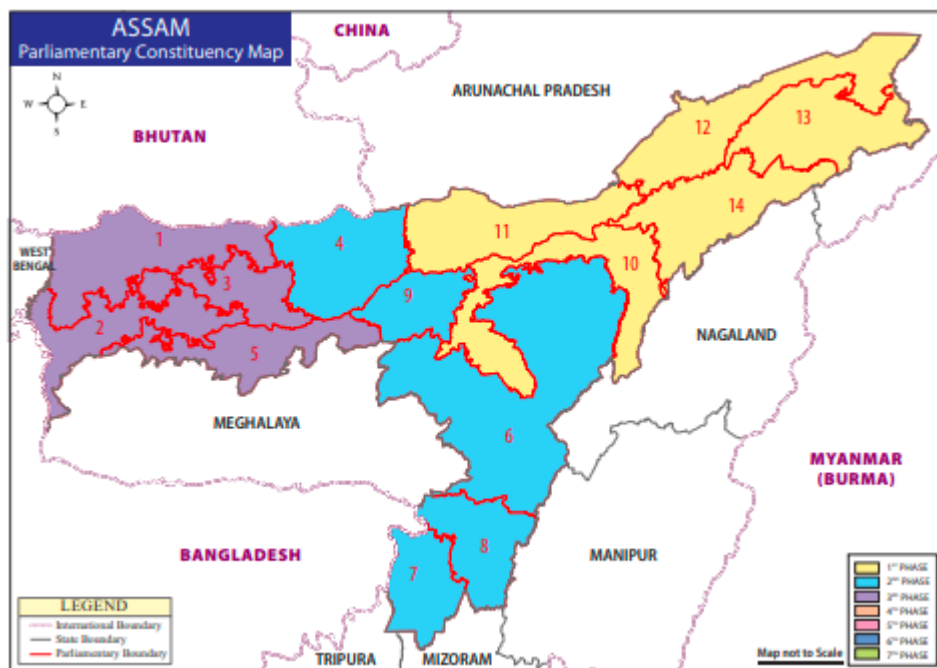 ASSAM
Parliamentary Constituency Map
CHINA
N
W E
S
ARUNACHAL PRADESH
BHUTAN
12
13
14
1
4
11
WEST
BENGAL
3
10
9
2
5
NAGALAND
MEGHALAYA
6
MYANMAR
(BURMA)
BANGLADESH
8
MANIPUR
7
LEGEND
International Boundary
State Boundary
Parliamentary Boundary
TRIPURA
MIZORAM
Map not to Scale
1ST PHASE
2ND PHASE
3RD PHASE
4TH PHASE
5TH PHASE
6TH PHASE
7TH PHASE